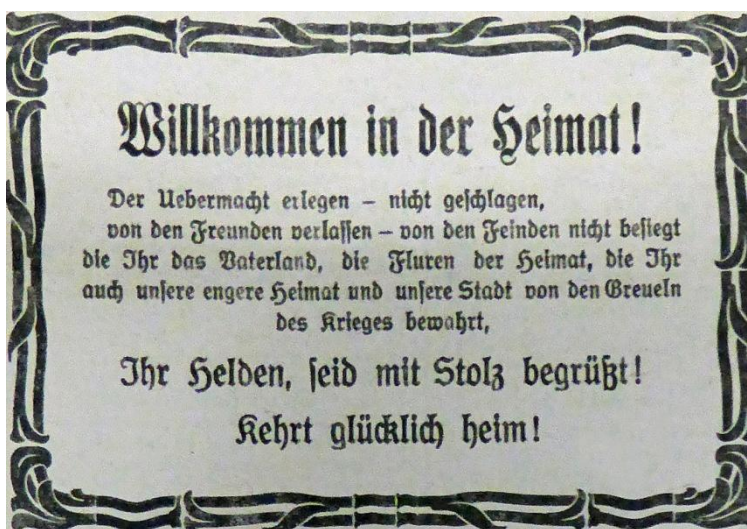 Willkommen in der Heimat!
Der Uebermacht erlegen – nicht geschlagen,
von den Freunden verlassen – von den Feinden nicht besiegt
die Ihr das Vaterland, die Fluren der Heimat, die Ihr
auch unsere engere Heimat und unsere Stadt von den Greueln
des Krieges bewahrt,
Ihr Helden, seid mit Stolz begrüßt!
Kehrt glücklich heim!